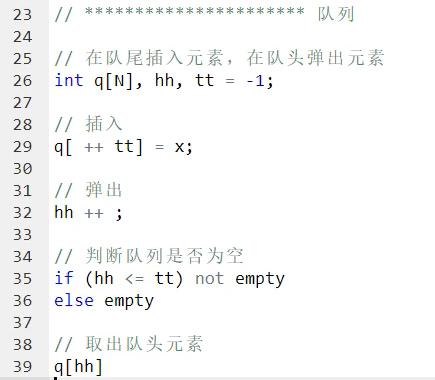 23 // ********************** 队列
24
25 // 在队尾插入元素，在队头弹出元素
26 int q[N], hh, tt = -1;
27
28 // 插入
29 q[ ++ tt] = x;
30
31 // 弹出
32 hh ++ ;
33
34 // 判断队列是否为空
35 if (hh <= tt) not empty
36 else empty
37
38 // 取出队头元素
39 q[hh]